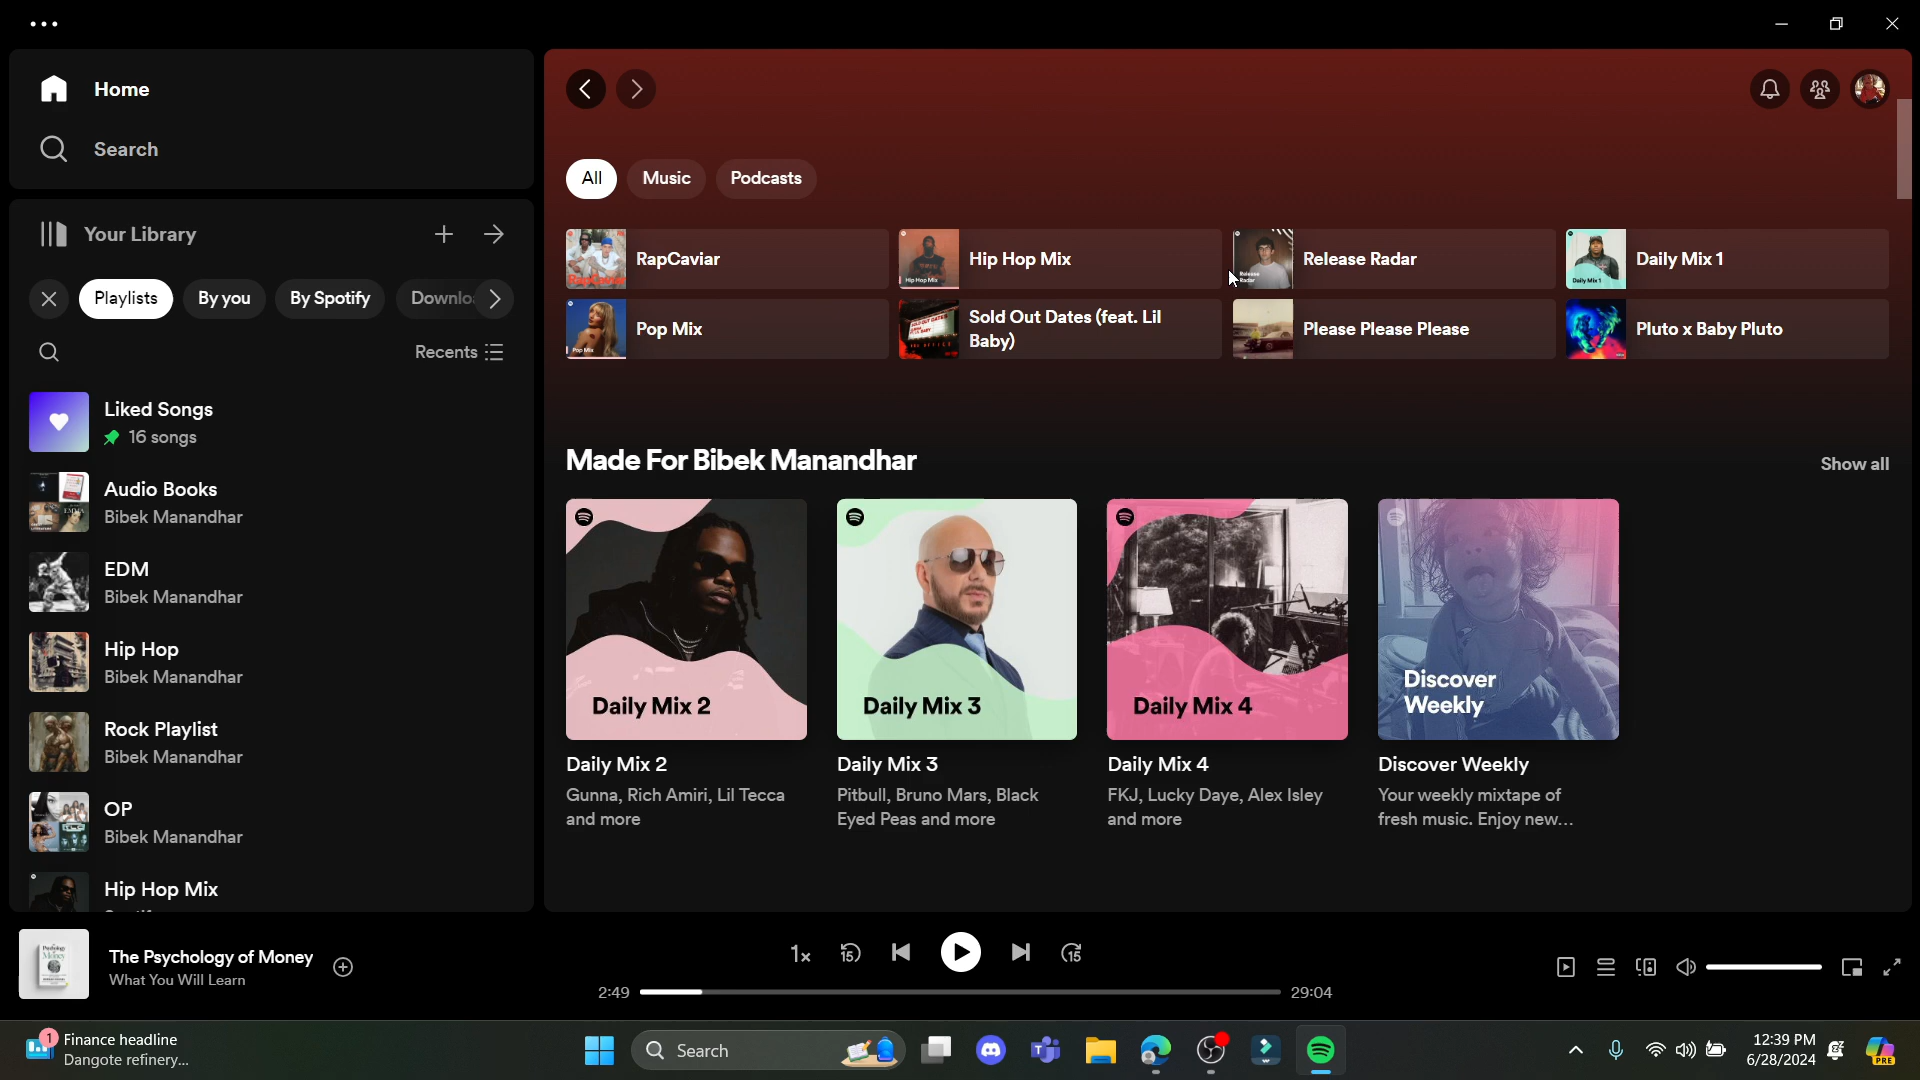 Home
Search
Your Library
Playlists
By you
By Spotify
Downlo
Recents
Liked Songs
16 songs
Audio Books
Bibek Manandhar
EDM
Bibek Manandhar
Hip Hop
Bibek Manandhar
Rock Playlist
Bibek Manandhar
OP
Bibek Manandhar
Hip Hop Mix
All
Music
Podcasts
RapCaviar
Hip Hop Mix
Release Radar
Daily Mix 1
Pop Mix
Sold Out Dates (feat. Lil
Baby)
Please Please Please
Pluto x Baby Pluto
Made For Bibek Manandhar
Show all
Daily Mix 2
Daily Mix 3
Daily Mix 4
Discover
Weekly
Daily Mix 2
Gunna, Rich Amiri, Lil Tecca
and more
Daily Mix 3
Pitbull, Bruno Mars, Black
Eyed Peas and more
Daily Mix 4
FKJ, Lucky Daye, Alex Isley
and more
Discover Weekly
Your weekly mixtape of
fresh music. Enjoy new...
The Psychology of Money
What You Will Learn
1x
15
15
2:49
29:04
1
Finance headline
Dangote refinery...
Search
12:39 PM
6/28/2024
PRE